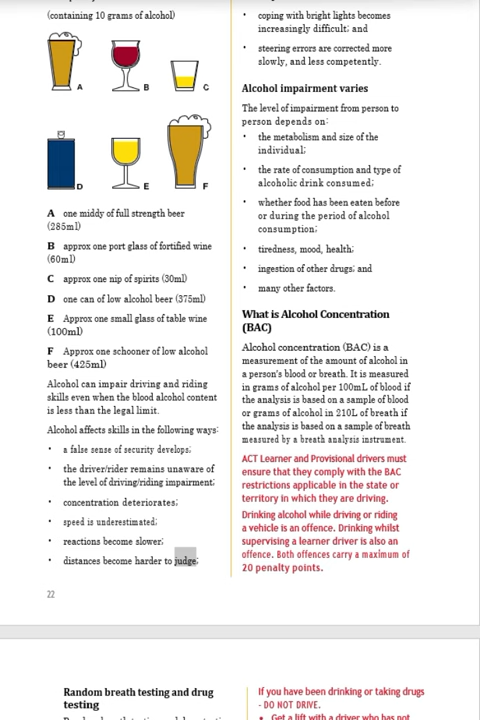 (containing 10 grams of alcohol)
A
B
C
D
E
F
A one middy of full strength beer
(285ml)
B approx one port glass of fortified wine
(60ml)
C approx one nip of spirits (30ml)
D one can of low alcohol beer (375ml)
E Approx one small glass of table wine
(100ml)
F Approx one schooner of low alcohol
beer (425ml)
Alcohol can impair driving and riding
skills even when the blood alcohol content
is less than the legal limit.
Alcohol affects skills in the following ways:
• a false sense of security develops;
• the driver/rider remains unaware of
the level of driving/riding impairment;
• concentration deteriorates;
• speed is underestimated;
• reactions become slower;
• distances become harder to judge;
22
• coping with bright lights becomes
increasingly difficult; and
• steering errors are corrected more
slowly, and less competently.
Alcohol impairment varies
The level of impairment from person to
person depends on:
• the metabolism and size of the
individual;
• the rate of consumption and type of
alcoholic drink consumed;
• whether food has been eaten before
or during the period of alcohol
consumption;
• tiredness, mood, health;
• ingestion of other drugs; and
• many other factors.
What is Alcohol Concentration
(BAC)
Alcohol concentration (BAC) is a
measurement of the amount of alcohol in
a person's blood or breath. It is measured
in grams of alcohol per 100mL of blood if
the analysis is based on a sample of blood
or grams of alcohol in 210L of breath if
the analysis is based on a sample of breath
measured by a breath analysis instrument.
ACT Learner and Provisional drivers must
ensure that they comply with the BAC
restrictions applicable in the state or
territory in which they are driving.
Drinking alcohol while driving or riding
a vehicle is an offence. Drinking whilst
supervising a learner driver is also an
offence. Both offences carry a maximum of
20 penalty points.
Random breath testing and drug
testing
If you have been drinking or taking drugs
- DO NOT DRIVE.
• Get a lift with a driver who has not